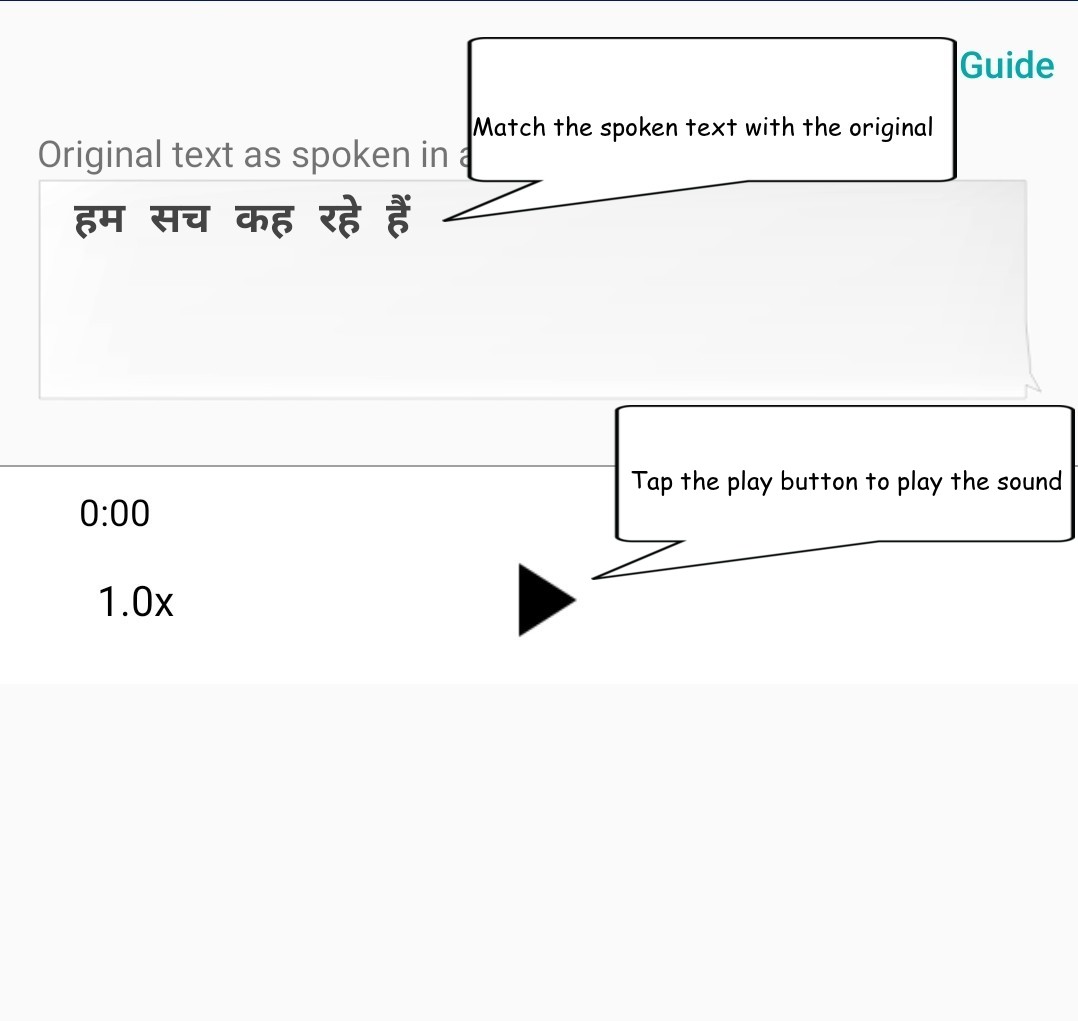 Guide
Match the spoken text with the original
Original text as spoken in
हम सच कह रहे हैं
Tap the play button to play the sound
0:00
1.0x